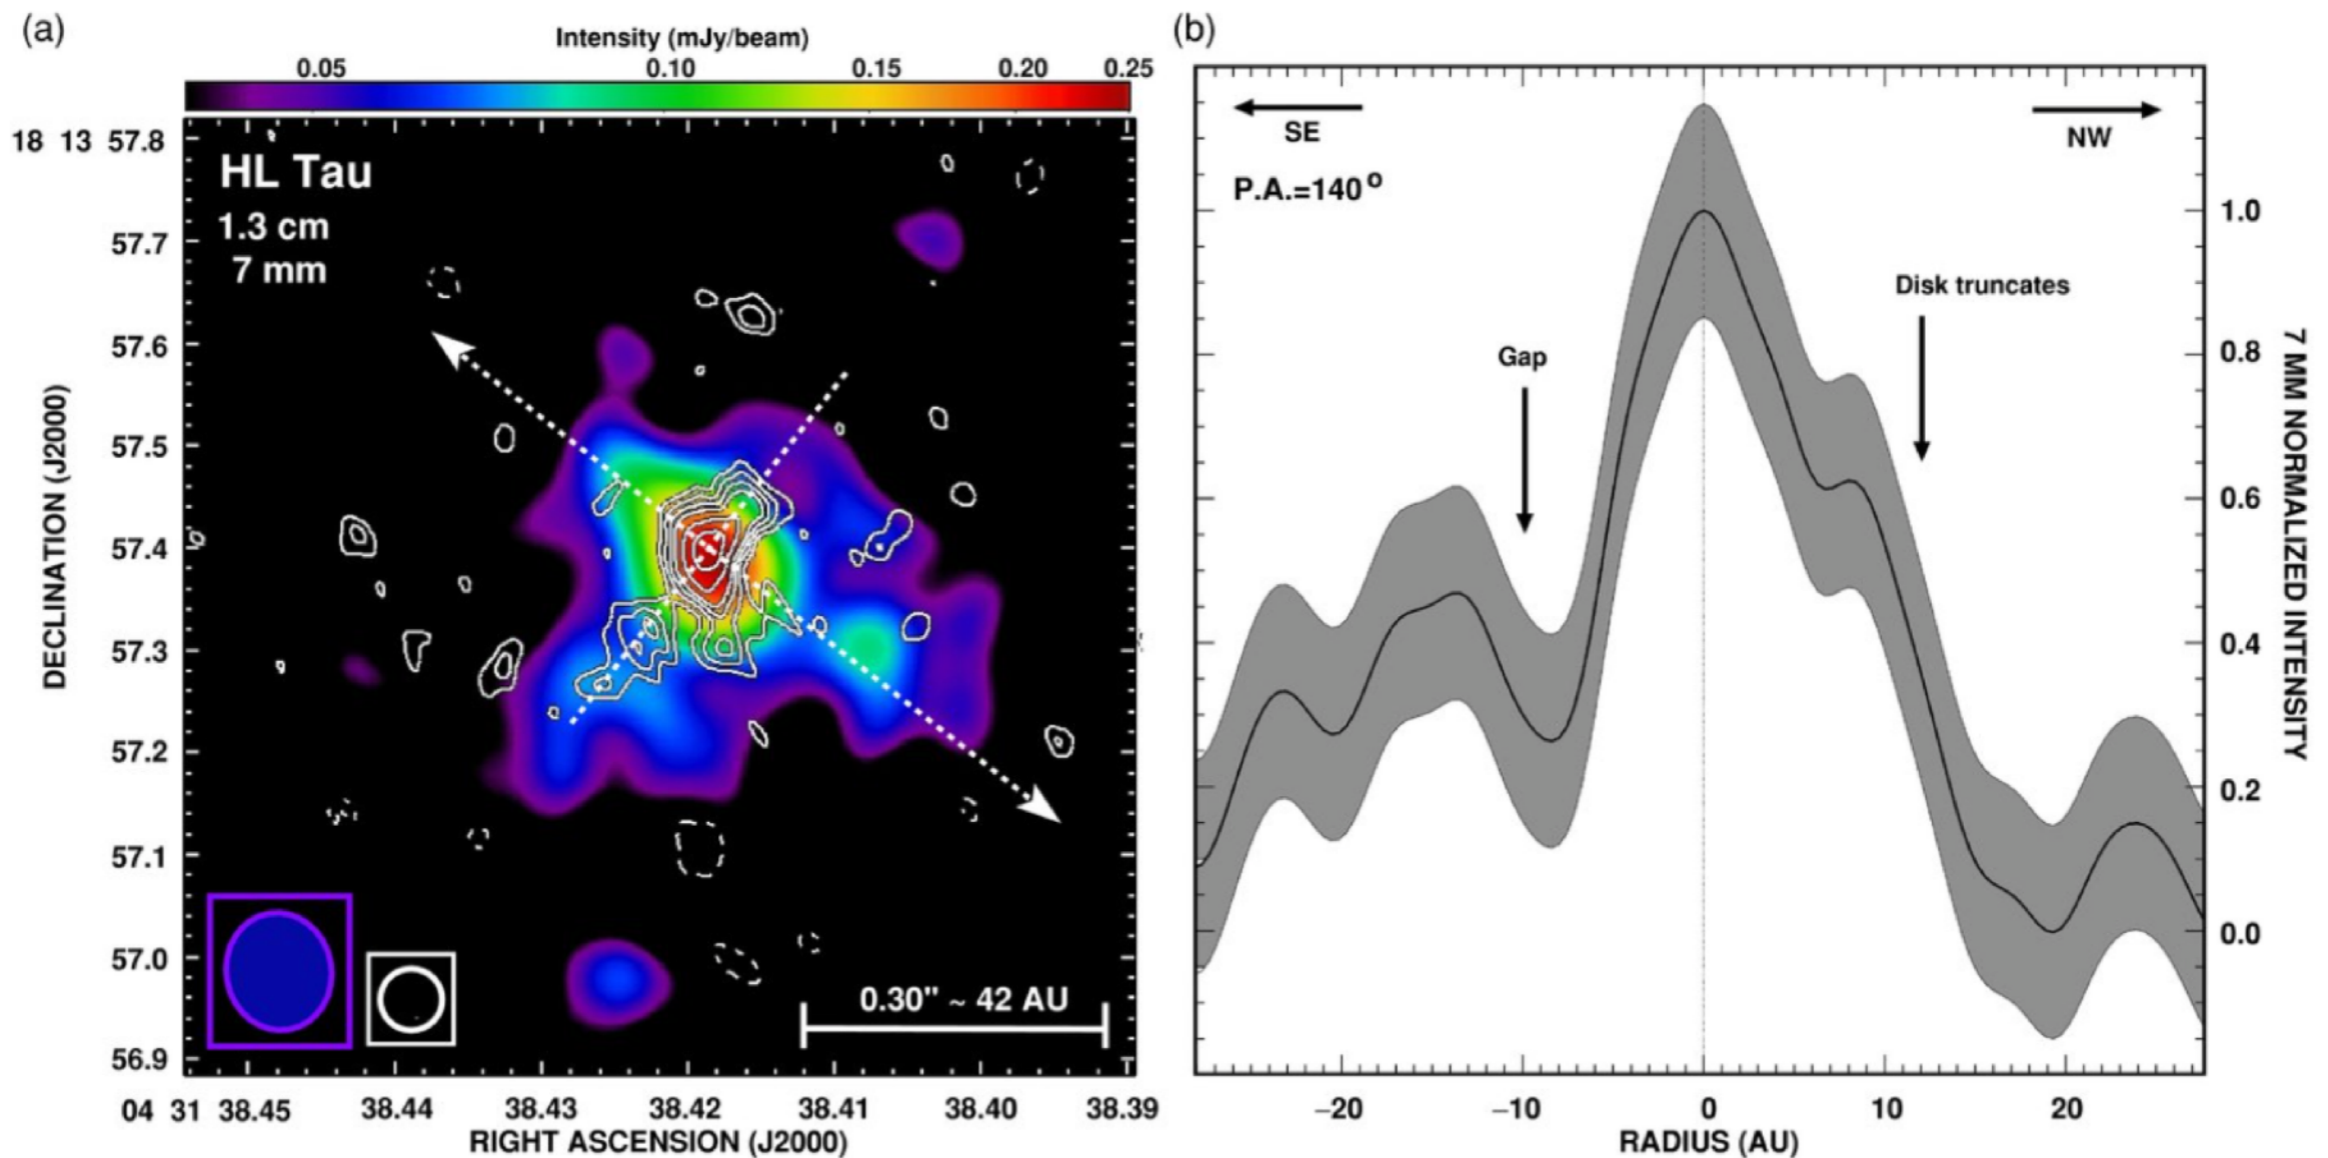 (a)
Intensity (mJy/beam)
0.05 0.10 0.15 0.20 0.25
HL Tau
1.3 cm
7 mm
18 13 57.8
57.7
57.6
57.5
57.4
57.3
57.2
57.1
57.0
56.9
DECLINATION (J2000)
0.30" ~ 42 AU
04 31 38.45 38.44 38.43 38.42 38.41 38.40 38.39
RIGHT ASCENSION (J2000)
(b)
SE
NW
P.A.=140°
Gap
Disk truncates
1.0
0.8
0.6
0.4
0.2
0.0
7 MM NORMALIZED INTENSITY
−20 −10 0 10 20
RADIUS (AU)